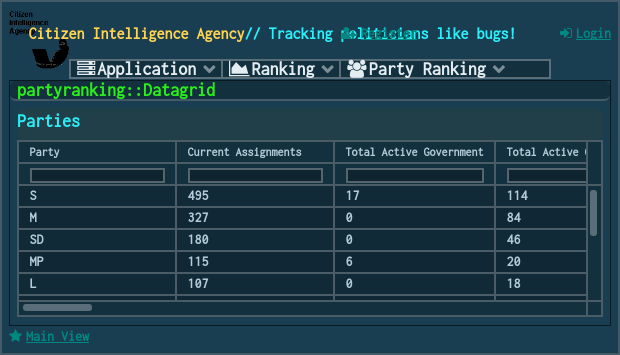 Citizen
Intelligence
Agen
Citizen Intelligence Agency// Tracking politicians like bugs!
Login
Application
Ranking
Party Ranking
partyranking::Datagrid
Parties
Party Current Assignments Total Active Government Total Active
S 495 17 114
M 327 0 84
SD 180 0 46
MP 115 6 20
L 107 0 18
Main View